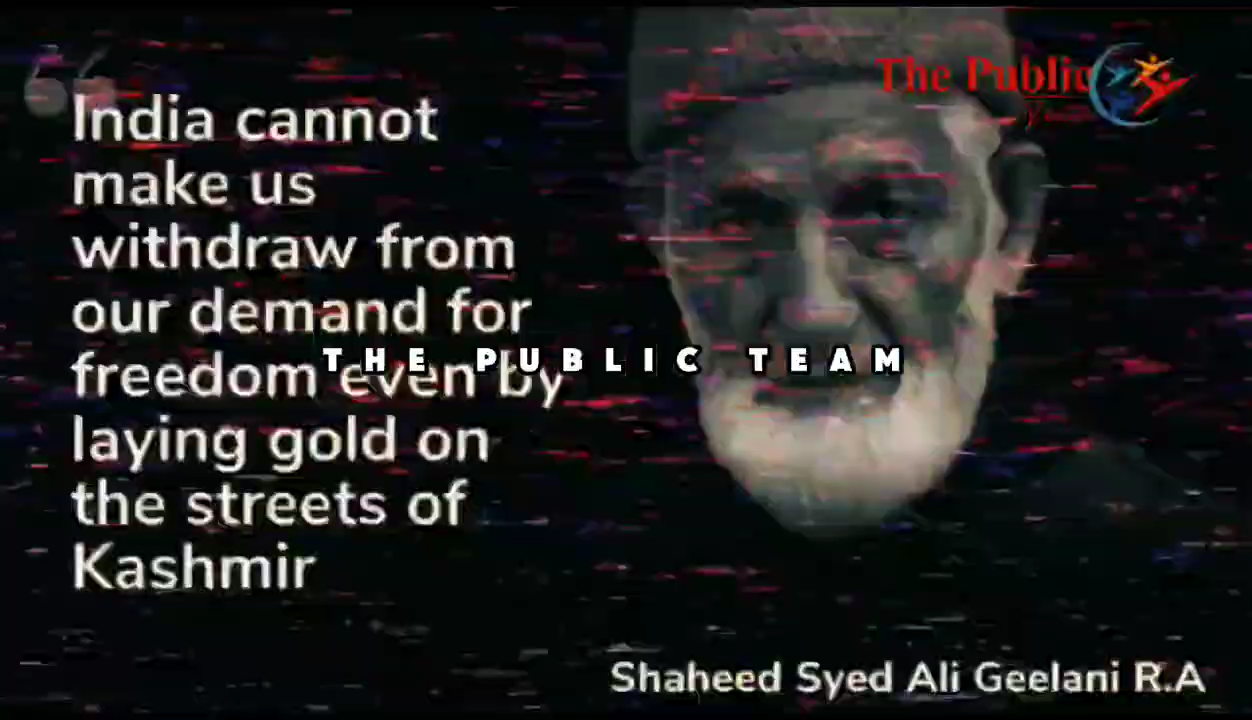 The Public
“
India cannot
make us
withdraw from
our demand for
freedom even by
laying gold on
the streets of
Kashmir
THE PUBLIC TEAM
Shaheed Syed Ali Geelani R.A